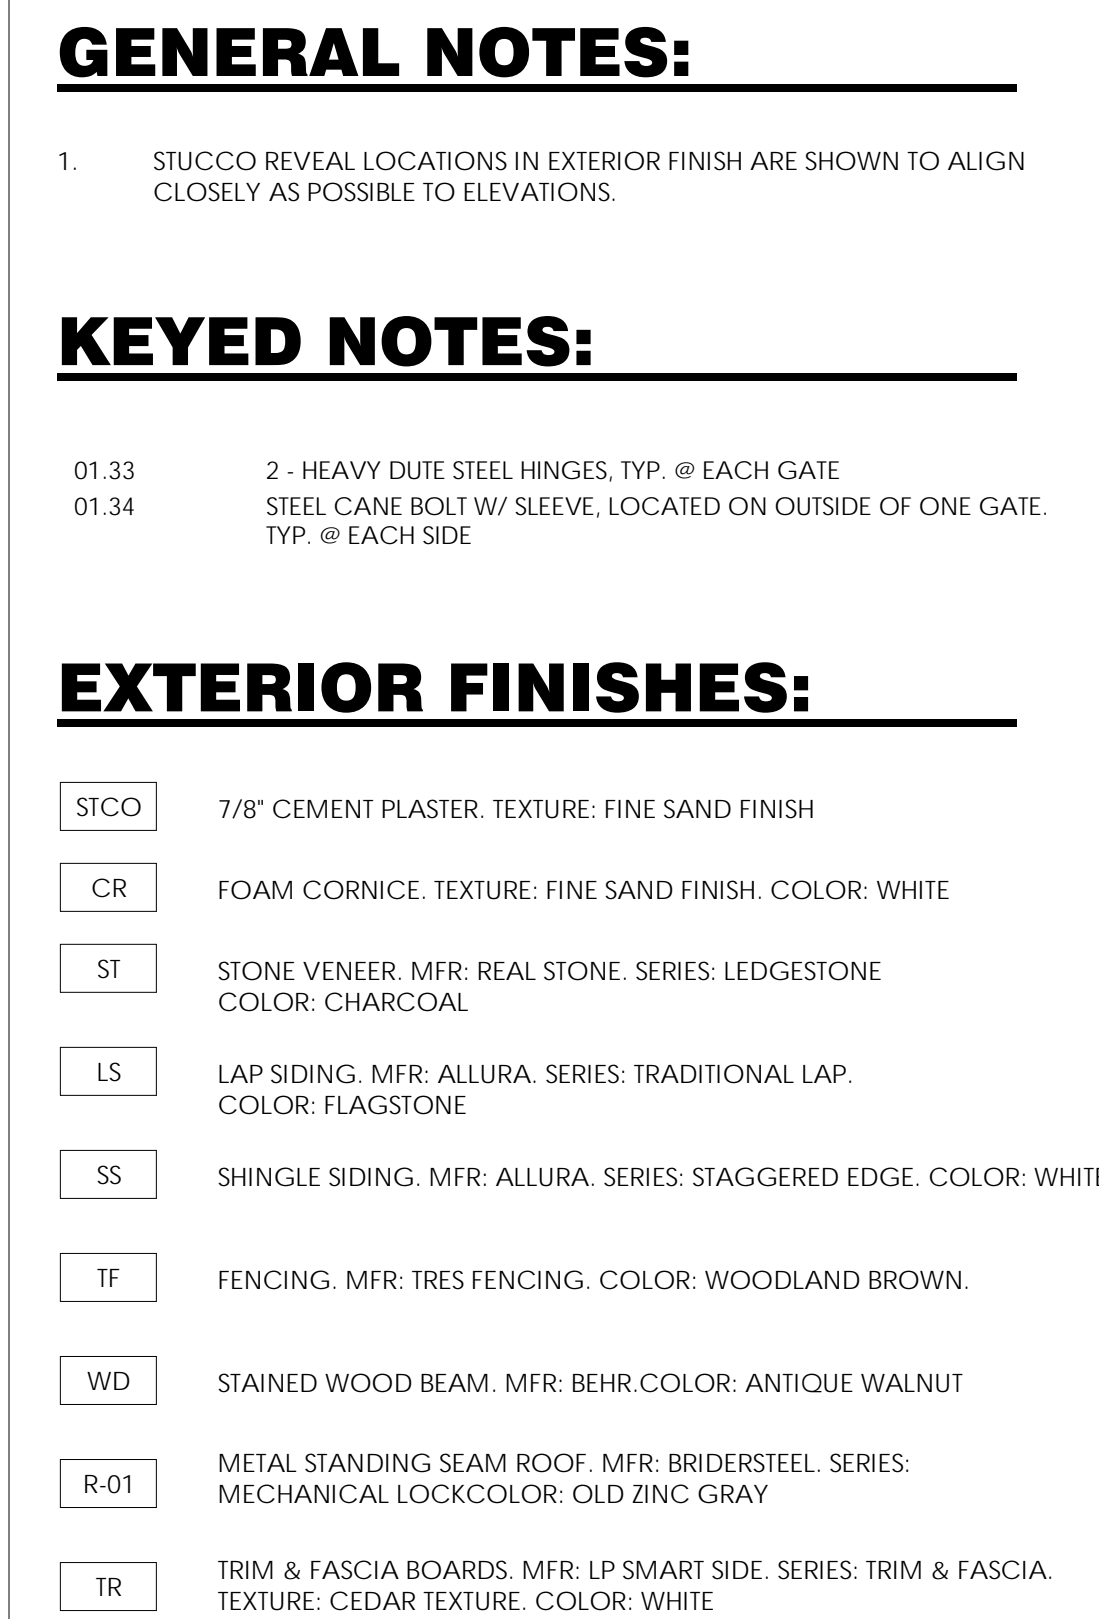 GENERAL NOTES:
1. STUCCO REVEAL LOCATIONS IN EXTERIOR FINISH ARE SHOWN TO ALIGN
CLOSELY AS POSSIBLE TO ELEVATIONS.
KEYED NOTES:
01.33 2 - HEAVY DUTE STEEL HINGES, TYP. @ EACH GATE
01.34 STEEL CANE BOLT W/ SLEEVE, LOCATED ON OUTSIDE OF ONE GATE.
TYP. @ EACH SIDE
EXTERIOR FINISHES:
STCO 7/8" CEMENT PLASTER. TEXTURE: FINE SAND FINISH
CR FOAM CORNICE. TEXTURE: FINE SAND FINISH. COLOR: WHITE
ST STONE VENEER. MFR: REAL STONE. SERIES: LEDGESTONE
COLOR: CHARCOAL
LS LAP SIDING. MFR: ALLURA. SERIES: TRADITIONAL LAP.
COLOR: FLAGSTONE
SS SHINGLE SIDING. MFR: ALLURA. SERIES: STAGGERED EDGE. COLOR: WHITE
TF FENCING. MFR: TRES FENCING. COLOR: WOODLAND BROWN.
WD STAINED WOOD BEAM. MFR: BEHR.COLOR: ANTIQUE WALNUT
R-01 METAL STANDING SEAM ROOF. MFR: BRIDERSTEEL. SERIES:
MECHANICAL LOCKCOLOR: OLD ZINC GRAY
TR TRIM & FASCIA BOARDS. MFR: LP SMART SIDE. SERIES: TRIM & FASCIA.
TEXTURE: CEDAR TEXTURE. COLOR: WHITE